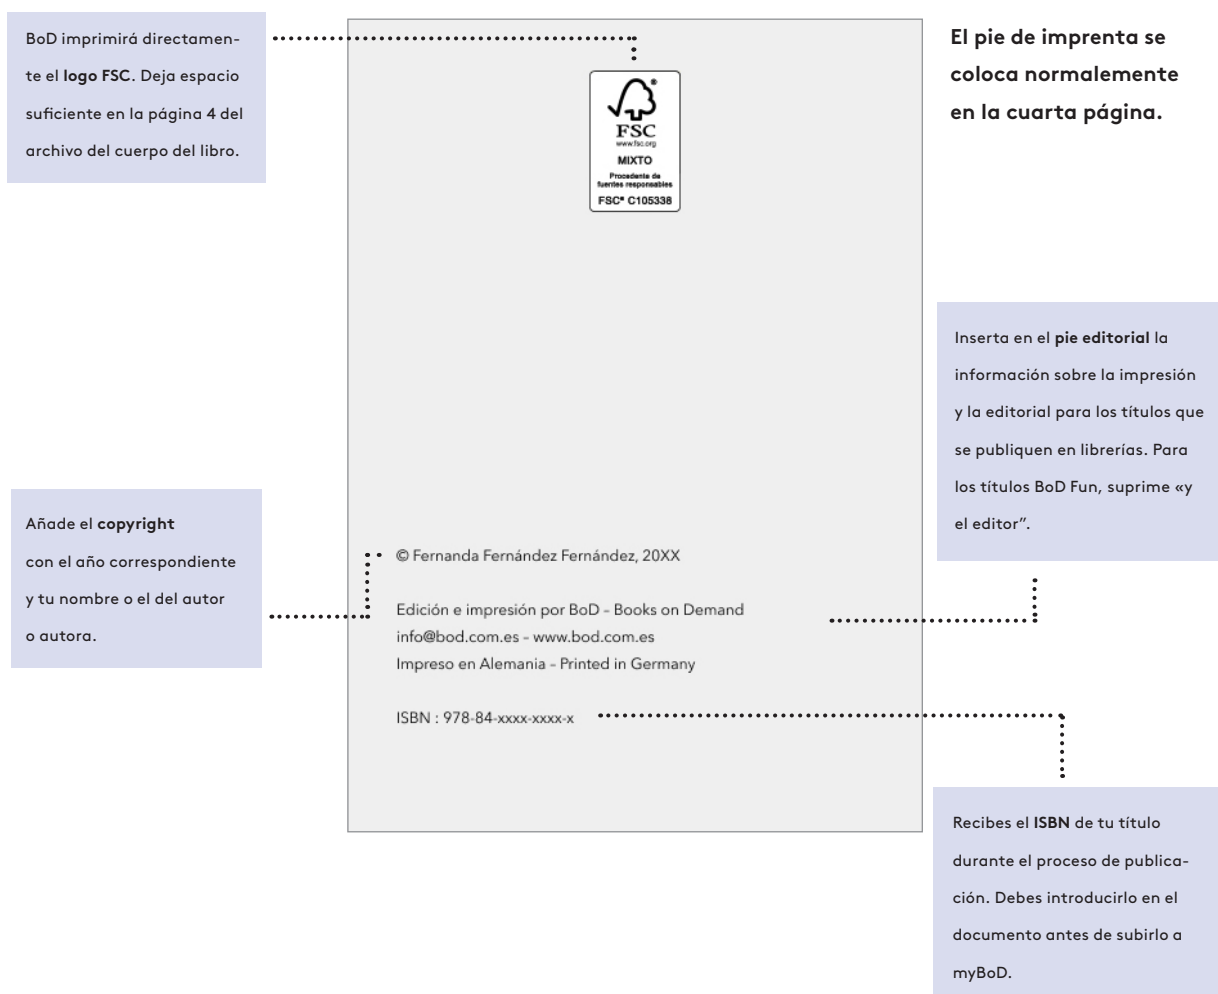 BoD imprimirá directamen-
te el logo FSC. Deja espacio
suficiente en la página 4 del
archivo del cuerpo del libro.
El pie de imprenta se
coloca normalemente
en la cuarta página.
FSC
www.fsc.org
MIXTO
Procedente de
fuentes responsables
FSC® C105338
Inserta en el pie editorial la
información sobre la impresión
y la editorial para los títulos que
se publiquen en librerías. Para
los títulos BoD Fun, suprime «y
el editor”.
Añade el copyright
con el año correspondiente
y tu nombre o el del autor
o autora.
© Fernanda Fernández Fernández, 20XX
Edición e impresión por BoD – Books on Demand
info@bod.com.es – www.bod.com.es
Impreso en Alemania – Printed in Germany
ISBN : 978-84-xxxx-xxxx-x
Recibes el ISBN de tu título
durante el proceso de publica-
ción. Debes introducirlo en el
documento antes de subirlo a
myBoD.